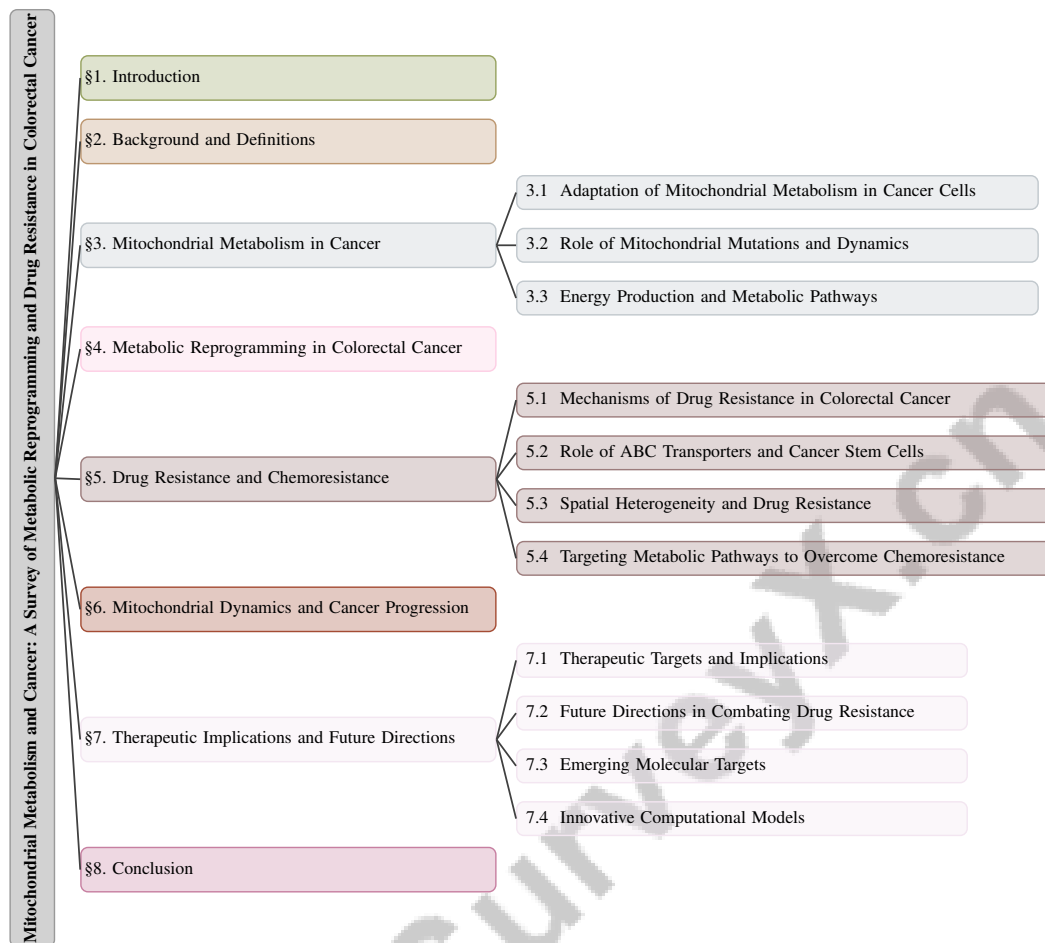 Mitochondrial Metabolism and Cancer: A Survey of Metabolic Reprogramming and Drug Resistance in Colorectal Cancer
§1. Introduction
§2. Background and Definitions
§3. Mitochondrial Metabolism in Cancer
3.1 Adaptation of Mitochondrial Metabolism in Cancer Cells
3.2 Role of Mitochondrial Mutations and Dynamics
3.3 Energy Production and Metabolic Pathways
§4. Metabolic Reprogramming in Colorectal Cancer
§5. Drug Resistance and Chemoresistance
5.1 Mechanisms of Drug Resistance in Colorectal Cancer
5.2 Role of ABC Transporters and Cancer Stem Cells
5.3 Spatial Heterogeneity and Drug Resistance
5.4 Targeting Metabolic Pathways to Overcome Chemoresistance
§6. Mitochondrial Dynamics and Cancer Progression
§7. Therapeutic Implications and Future Directions
7.1 Therapeutic Targets and Implications
7.2 Future Directions in Combating Drug Resistance
7.3 Emerging Molecular Targets
7.4 Innovative Computational Models
§8. Conclusion
Surveyx.cn